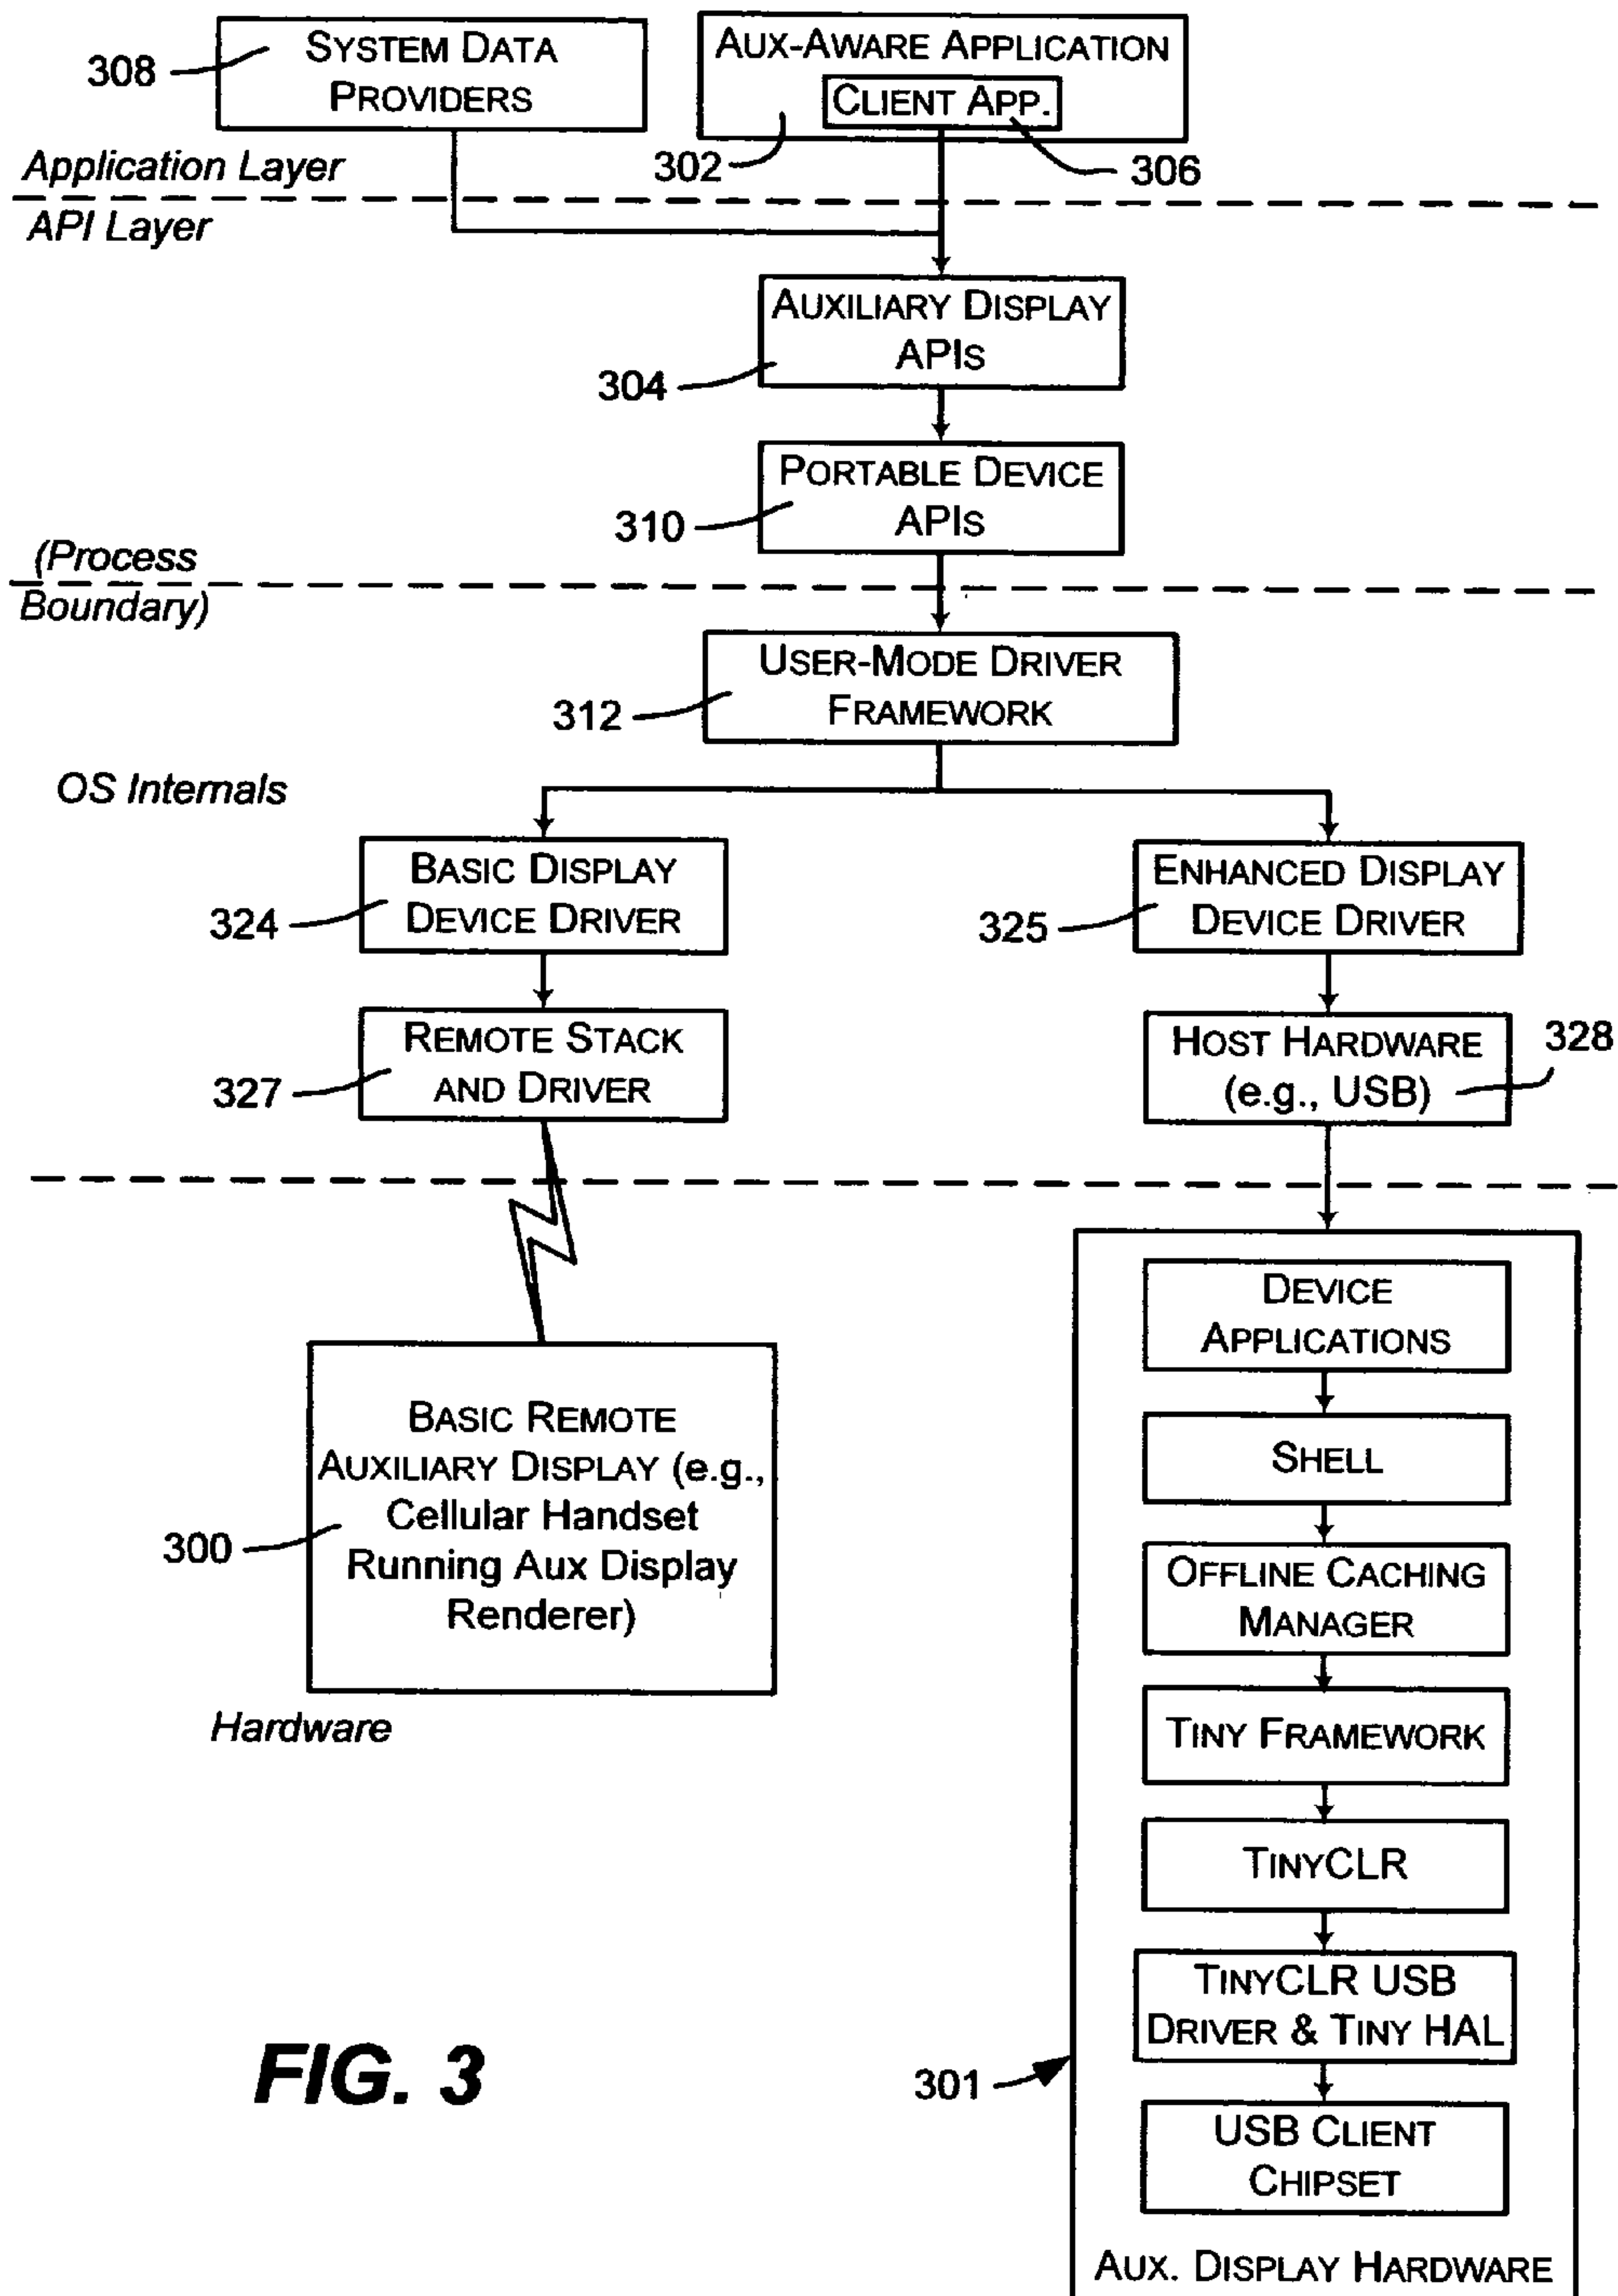 SYSTEM DATA
PROVIDERS
308
AUX-AWARE APPLICATION
CLIENT APP.
302
306
Application Layer
API Layer
AUXILIARY DISPLAY
APIS
304
PORTABLE DEVICE
APIS
310
(Process
Boundary)
USER-MODE DRIVER
FRAMEWORK
312
OS Internals
BASIC DISPLAY
DEVICE DRIVER
324
ENHANCED DISPLAY
DEVICE DRIVER
325
REMOTE STACK
AND DRIVER
327
HOST HARDWARE
(e.g., USB)
328
BASIC REMOTE
AUXILIARY DISPLAY (e.g.,
Cellular Handset
Running Aux Display
Renderer)
300
Hardware
DEVICE
APPLICATIONS
SHELL
OFFLINE CACHING
MANAGER
TINY FRAMEWORK
TINYCLR
TINYCLR USB
DRIVER & TINY HAL
USB CLIENT
CHIPSET
301
AUX. DISPLAY HARDWARE
FIG. 3